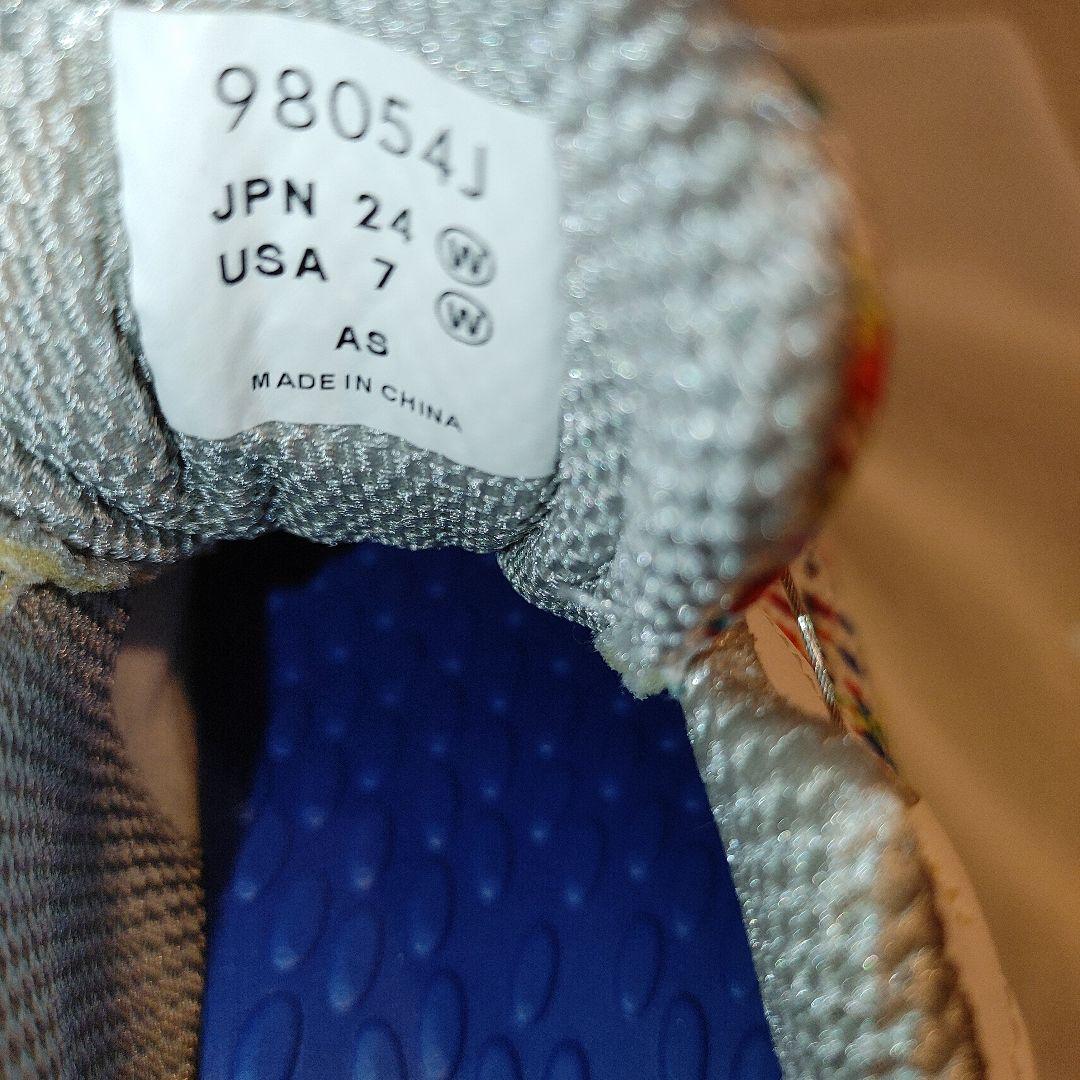 98054J
JPN 24 W
USA 7 W
AS
MADE IN CHINA